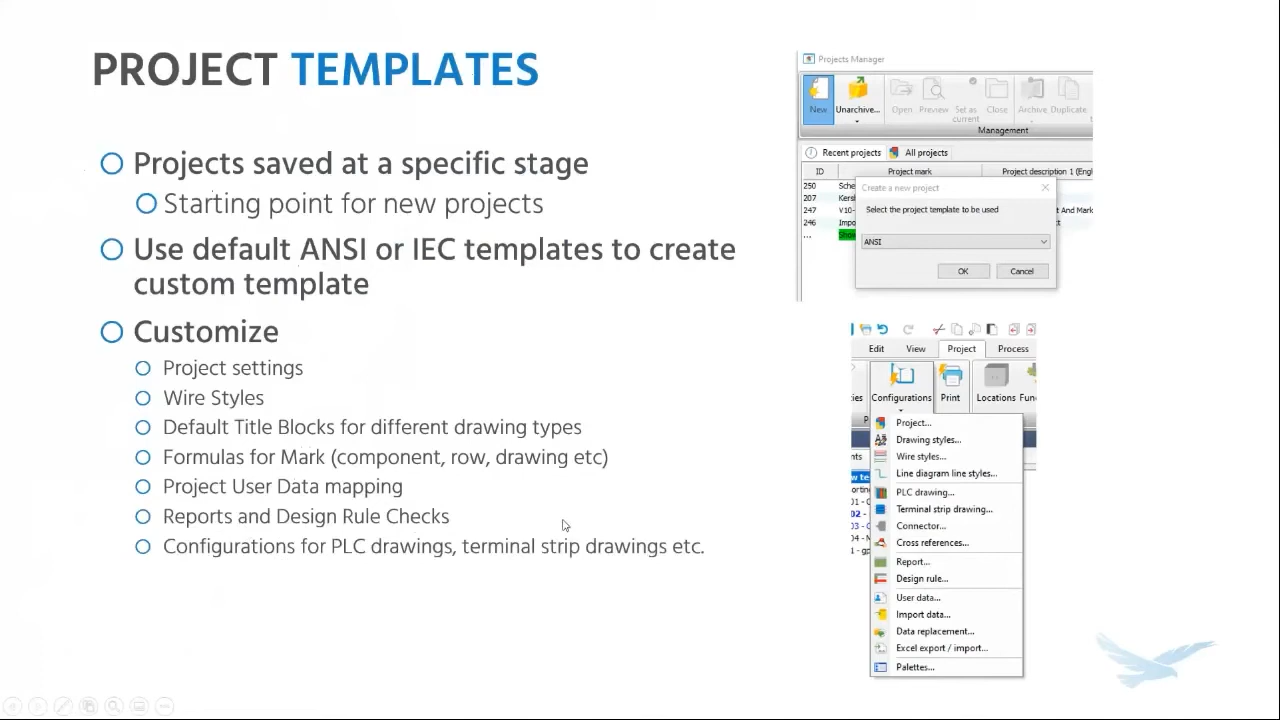 PROJECT TEMPLATES
Projects saved at a specific stage
Starting point for new projects
Use default ANSI or IEC templates to create
custom template
Customize
Project settings
Wire Styles
Default Title Blocks for different drawing types
Formulas for Mark (component, row, drawing etc)
Project User Data mapping
Reports and Design Rule Checks
Configurations for PLC drawings, terminal strip drawings etc.
Projects Manager
New Unarchive... Open Preview Set as Close Archive Duplicate
current
Management
Recent projects All projects
ID Project mark Project description 1 (Engl
250 Sche
207 Kersh
247 V10- And Mark
246 Impo
...
Create a new project
Select the project template to be used
ANSI
OK Cancel
Edit View Project Process
Configurations Print Locations Fun
Project...
Drawing styles...
Wire styles...
Line diagram line styles...
PLC drawing...
Terminal strip drawing...
Connector...
Cross references...
Report...
Design rule...
User data...
Import data...
Data replacement...
Excel export / import...
Palettes...